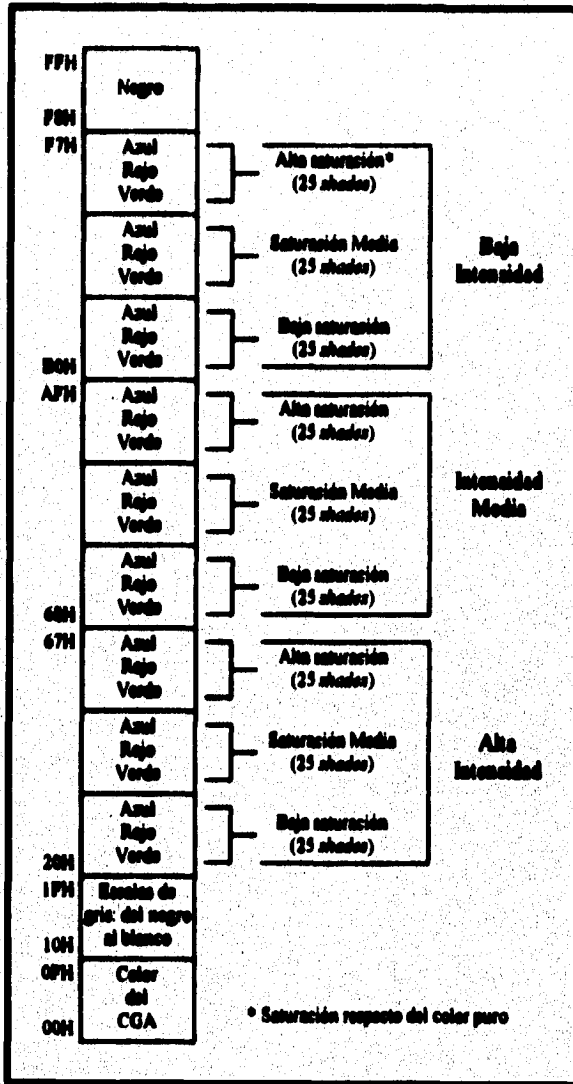 FFH
Negro
F8H
F7H
Azul
Rojo
Verde
Alta saturación*
(25 shades)
Azul
Rojo
Verde
Saturación Media
(25 shades)
Baja
Intensidad
Azul
Rojo
Verde
Baja saturación
(25 shades)
B0H
AFH
Azul
Rojo
Verde
Alta saturación
(25 shades)
Azul
Rojo
Verde
Saturación Media
(25 shades)
Intensidad
Media
Azul
Rojo
Verde
Baja saturación
(25 shades)
68H
67H
Azul
Rojo
Verde
Alta saturación
(25 shades)
Azul
Rojo
Verde
Saturación Media
(25 shades)
Alta
Intensidad
Azul
Rojo
Verde
Baja saturación
(25 shades)
20H
1FH
Escalas de
gris: del negro
al blanco
10H
0FH
Color
del
CGA
00H
* Saturación respecto del color puro